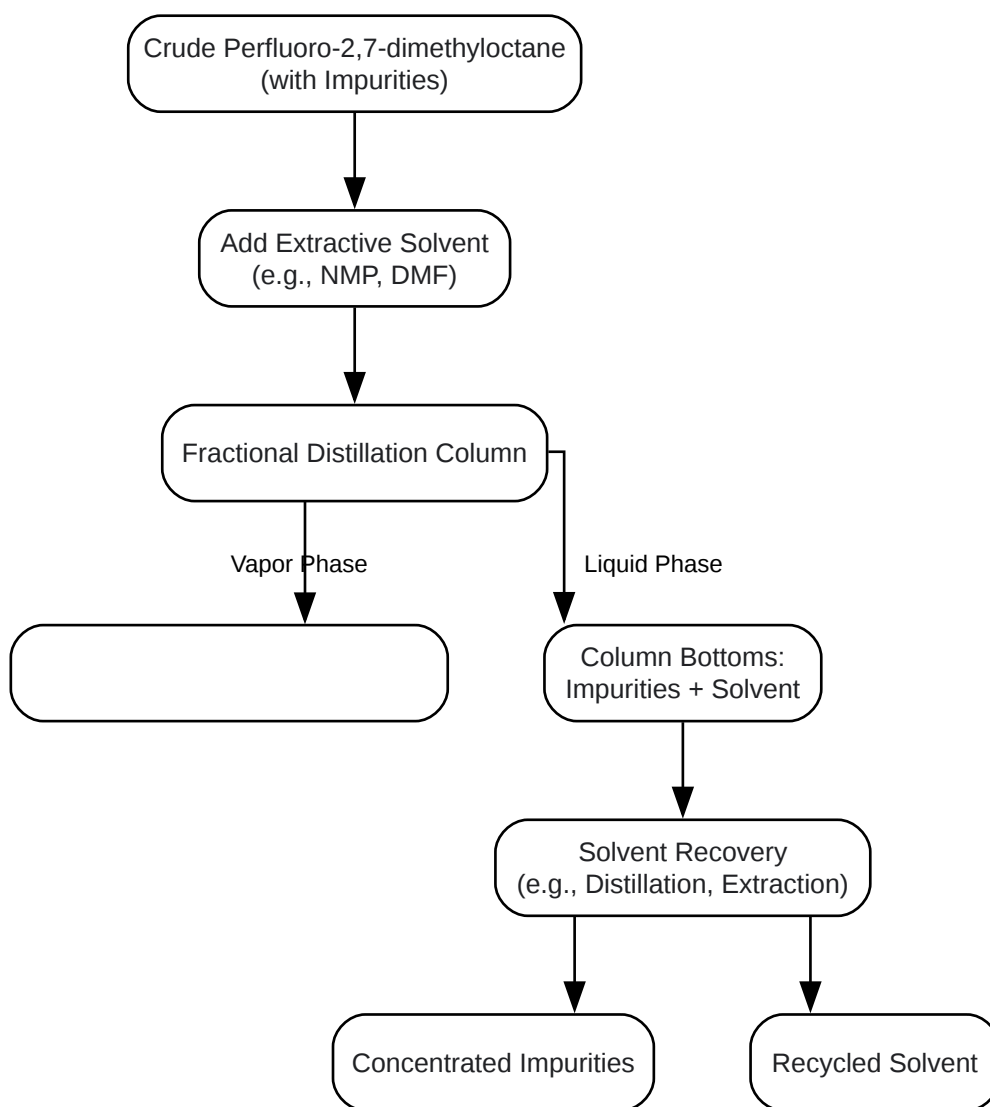 Crude Perfluoro-2,7-dimethyloctane
(with Impurities)
Add Extractive Solvent
(e.g., NMP, DMF)
Fractional Distillation Column
Vapor Phase
Liquid Phase
Column Bottoms:
Impurities + Solvent
Solvent Recovery
(e.g., Distillation, Extraction)
Concentrated Impurities
Recycled Solvent